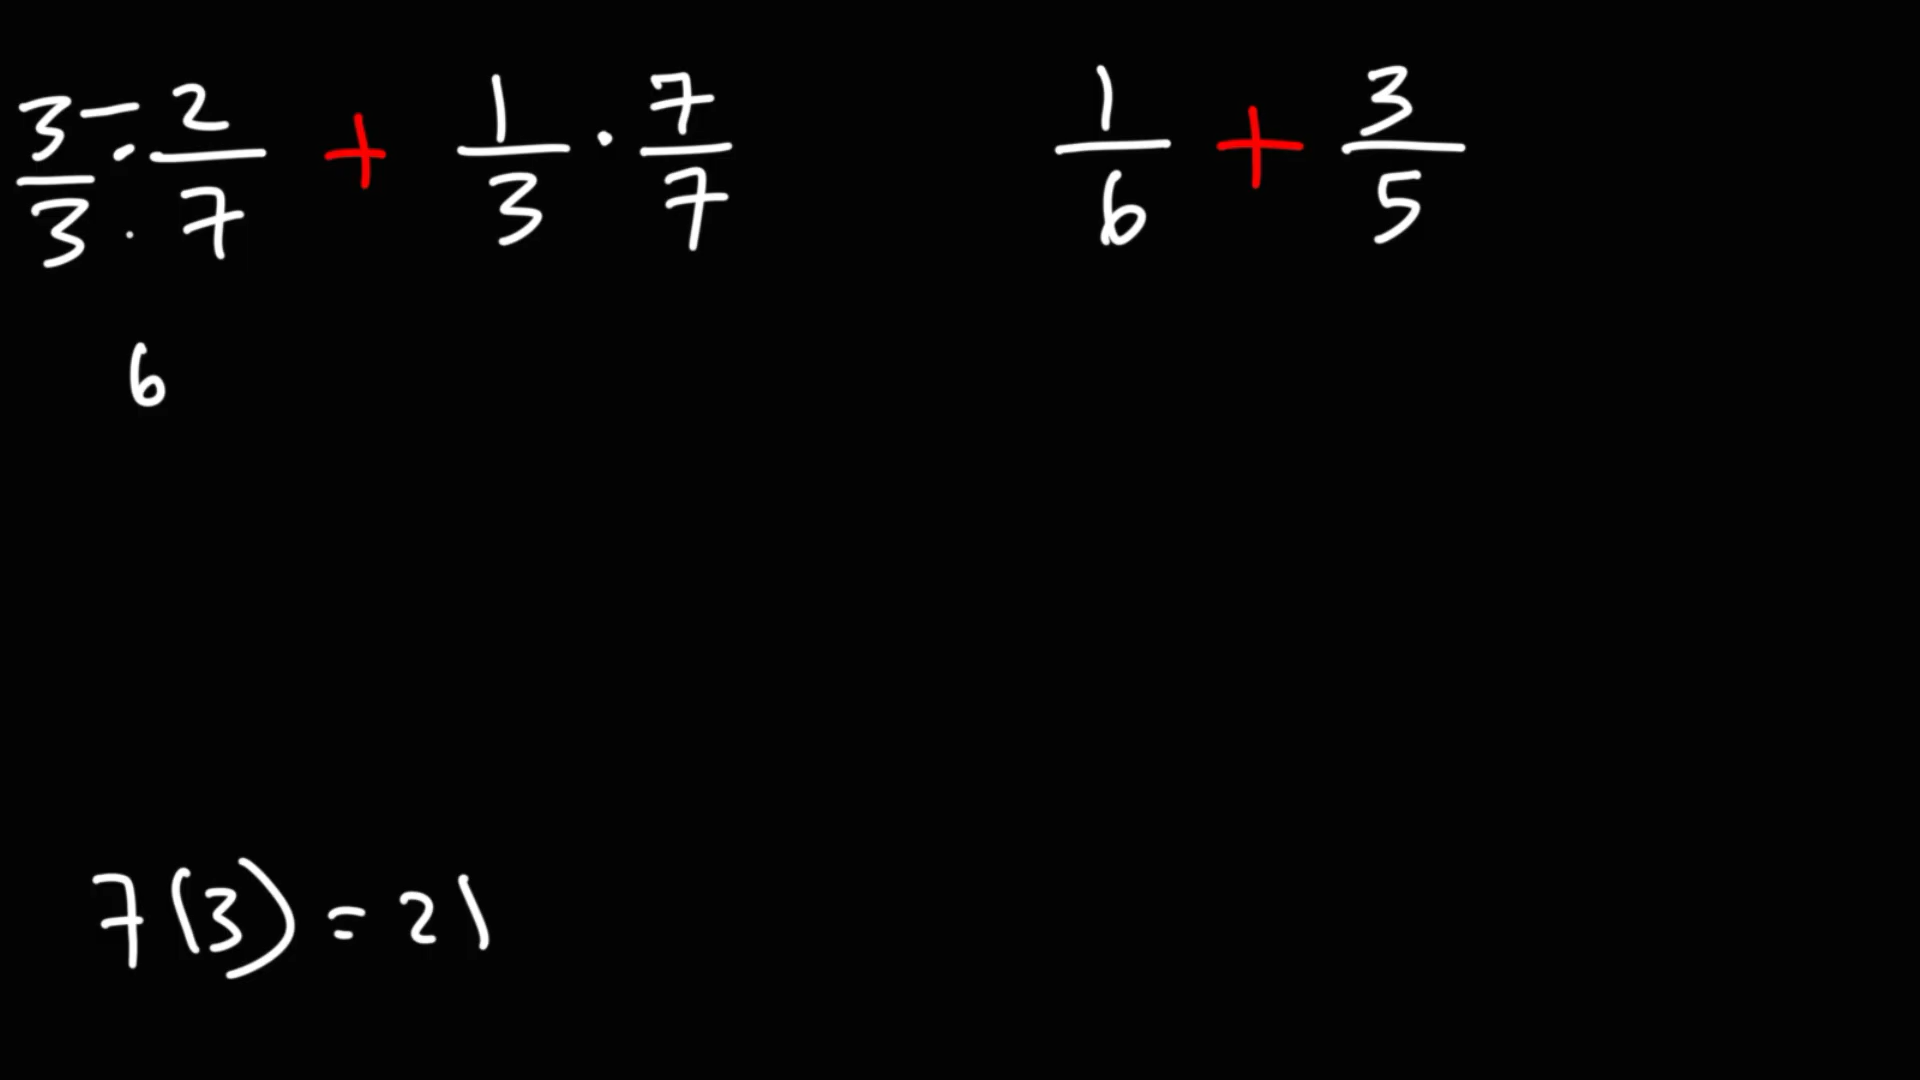 3/3 · 2/7 + 1/3 · 7/7
1/6 + 3/5
6
7(3) = 21